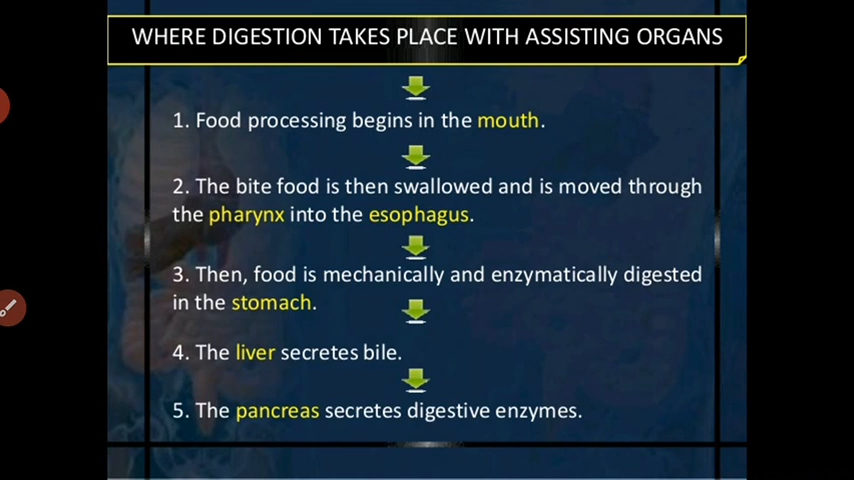 WHERE DIGESTION TAKES PLACE WITH ASSISTING ORGANS
1. Food processing begins in the mouth.
2. The bite food is then swallowed and is moved through
the pharynx into the esophagus.
3. Then, food is mechanically and enzymatically digested
in the stomach.
4. The liver secretes bile.
5. The pancreas secretes digestive enzymes.